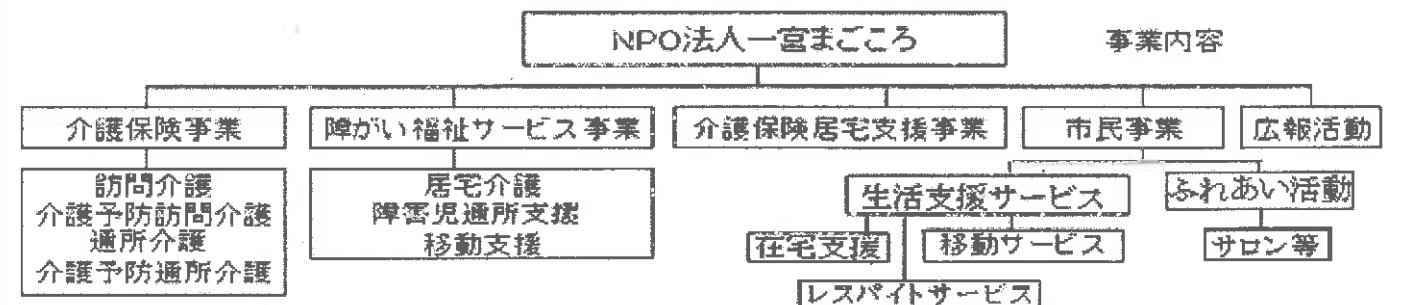 NPO法人一宮まごころ
事業内容
介護保険事業
障がい福祉サービス事業
介護保険居宅支援事業
市民事業
広報活動
訪問介護
介護予防訪問介護
通所介護
介護予防通所介護
居宅介護
障害児通所支援
移動支援
生活支援サービス
ふれあい活動
在宅支援
移動サービス
サロン等
レスパイトサービス